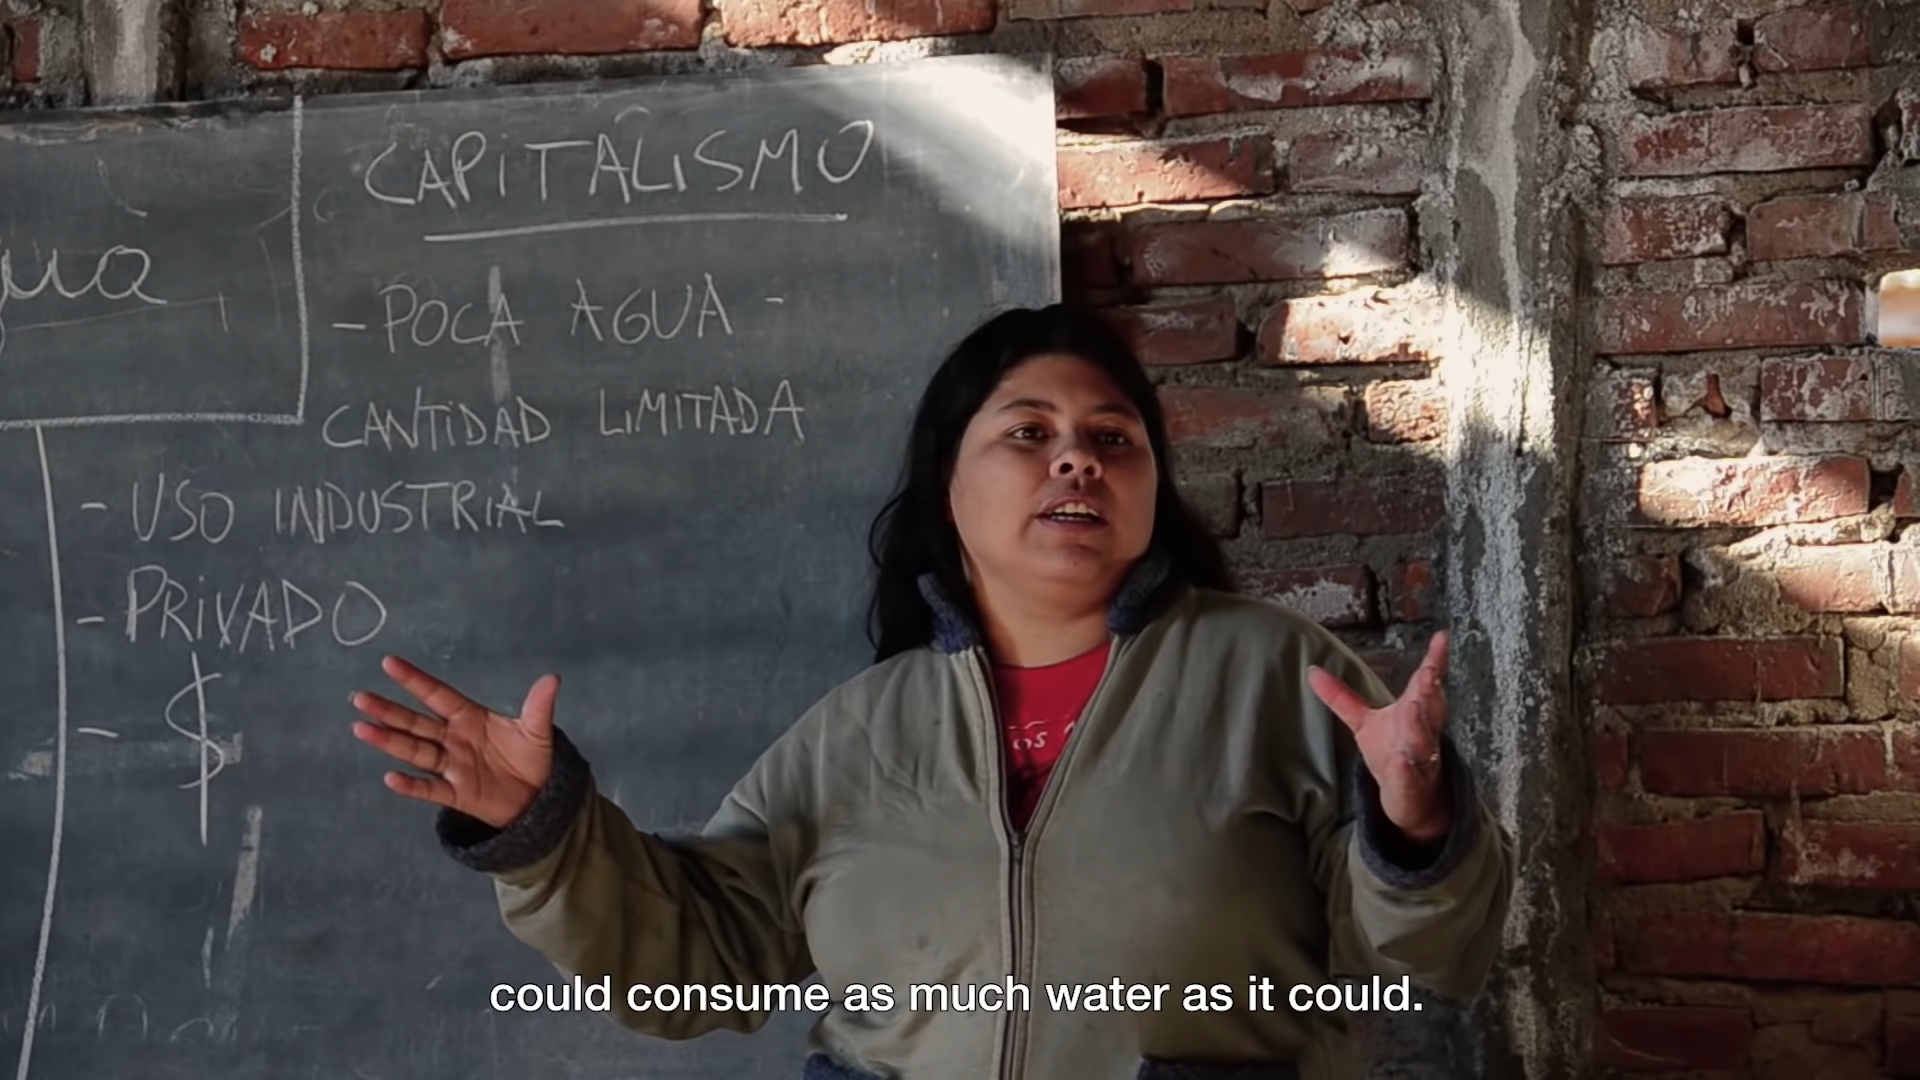 CAPITALISMO
- POCA AGUA -
CANTIDAD LIMITADA
- USO INDUSTRIAL
- PRIVADO
- $
could consume as much water as it could.